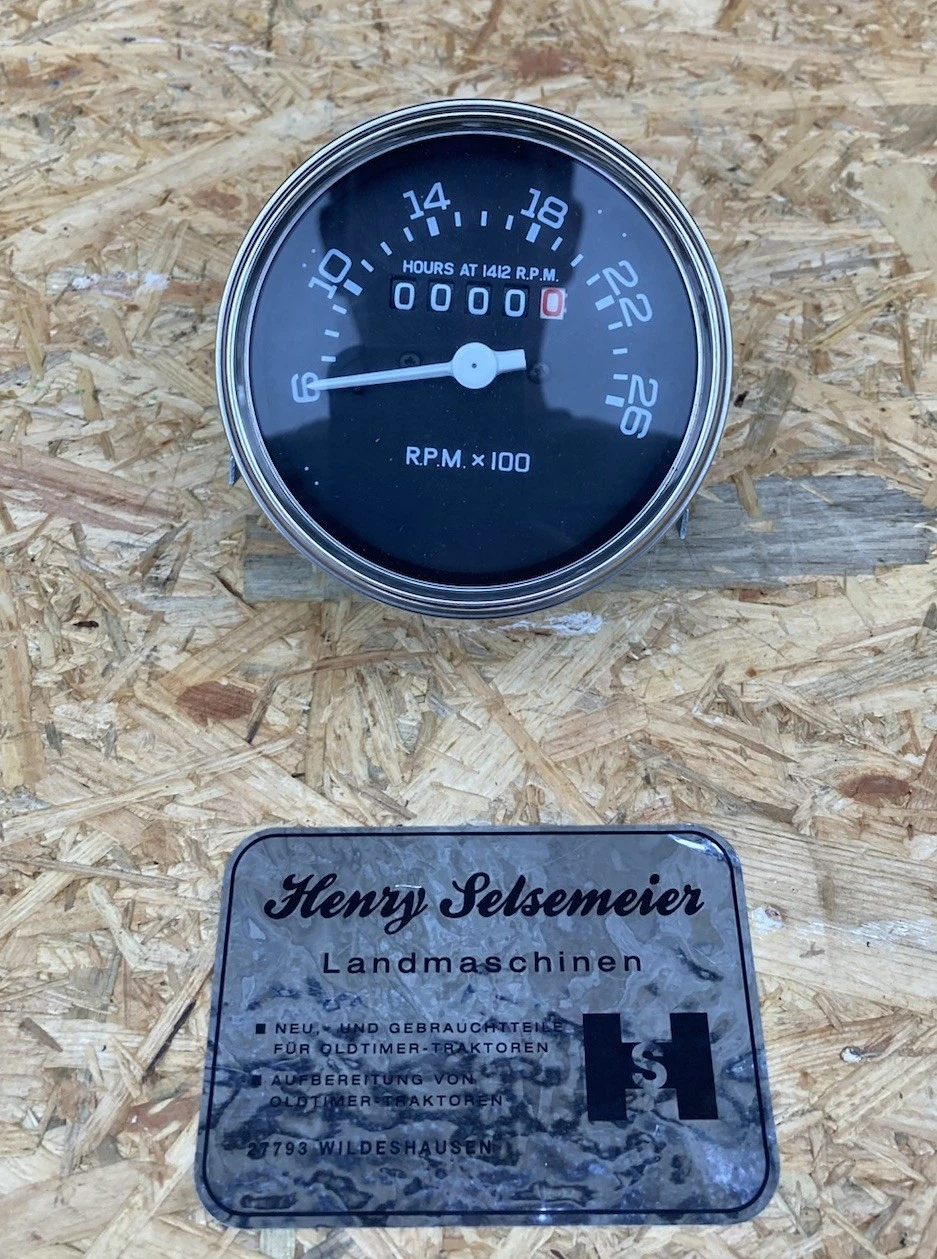 6 10 14 18 22 26
HOURS AT 1412 R.P.M.
00000
R.P.M. × 100
Henry Selsemeier
Landmaschinen
■ NEU,- UND GEBRAUCHTTEILE
FÜR OLDTIMER-TRAKTOREN
■ AUFBEREITUNG VON
OLDTIMER-TRAKTOREN
27793 WILDESHAUSEN
HS